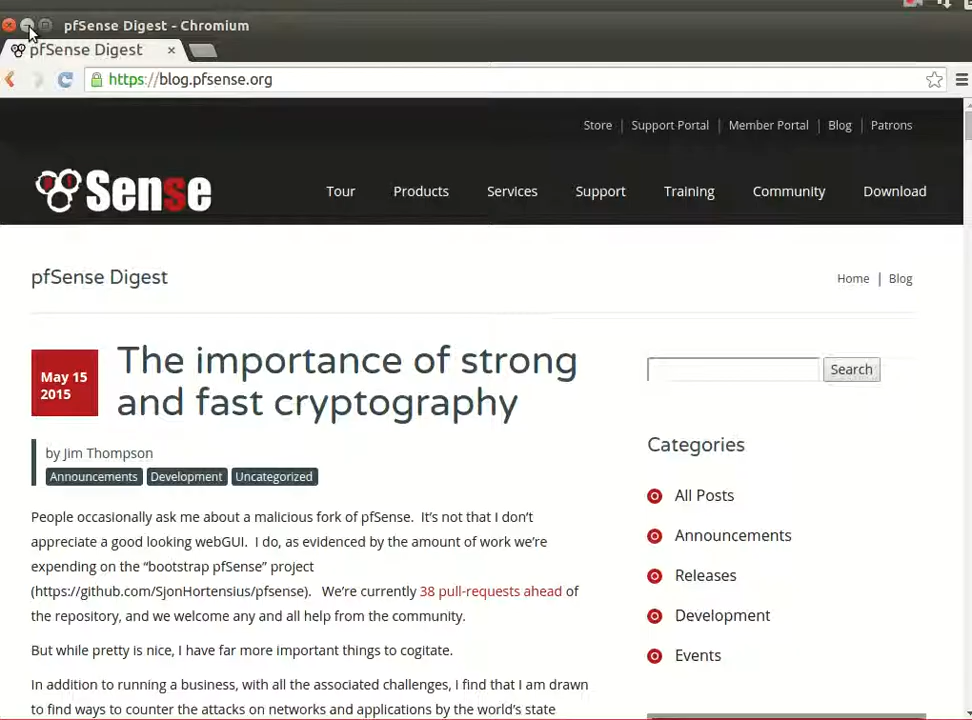 pfSense Digest - Chromium
pfSense Digest ×
https://blog.pfsense.org
Store | Support Portal | Member Portal | Blog | Patrons
Sense
Tour Products Services Support Training Community Download
pfSense Digest
Home | Blog
May 15
2015
The importance of strong
and fast cryptography
Search
by Jim Thompson
Announcements Development Uncategorized
People occasionally ask me about a malicious fork of pfSense. It’s not that I don’t
appreciate a good looking webGUI. I do, as evidenced by the amount of work we’re
expending on the “bootstrap pfSense” project
(https://github.com/SjonHortensius/pfsense). We’re currently 38 pull-requests ahead of
the repository, and we welcome any and all help from the community.
But while pretty is nice, I have far more important things to cogitate.
In addition to running a business, with all the associated challenges, I find that I am drawn
to find ways to counter the attacks on networks and applications by the world’s state
Categories
All Posts
Announcements
Releases
Development
Events